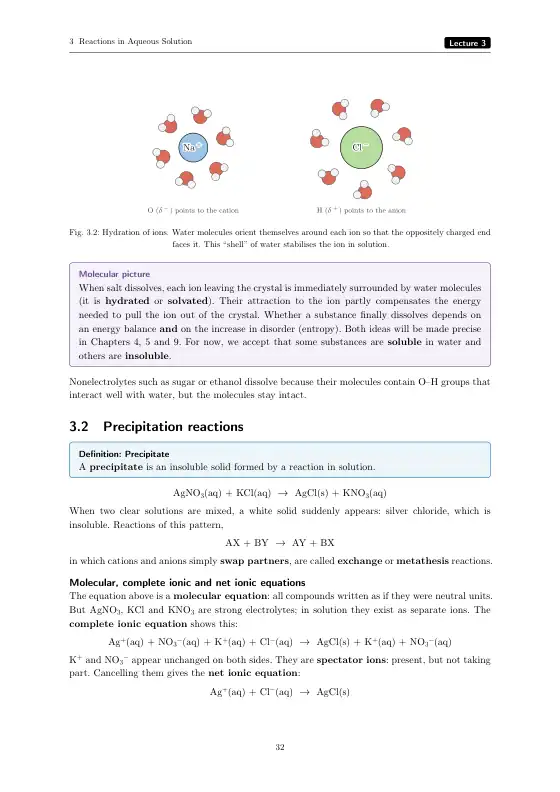 3 Reactions in Aqueous Solution
Lecture 3
Na⁺
Cl⁻
O (δ⁻) points to the cation
H (δ⁺) points to the anion
Fig. 3.2: Hydration of ions. Water molecules orient themselves around each ion so that the oppositely charged end
faces it. This “shell” of water stabilises the ion in solution.
Molecular picture
When salt dissolves, each ion leaving the crystal is immediately surrounded by water molecules
(it is hydrated or solvated). Their attraction to the ion partly compensates the energy
needed to pull the ion out of the crystal. Whether a substance finally dissolves depends on
an energy balance and on the increase in disorder (entropy). Both ideas will be made precise
in Chapters 4, 5 and 9. For now, we accept that some substances are soluble in water and
others are insoluble.
Nonelectrolytes such as sugar or ethanol dissolve because their molecules contain O–H groups that
interact well with water, but the molecules stay intact.
3.2 Precipitation reactions
Definition: Precipitate
A precipitate is an insoluble solid formed by a reaction in solution.
AgNO₃(aq) + KCl(aq) → AgCl(s) + KNO₃(aq)
When two clear solutions are mixed, a white solid suddenly appears: silver chloride, which is
insoluble. Reactions of this pattern,
AX + BY → AY + BX
in which cations and anions simply swap partners, are called exchange or metathesis reactions.
Molecular, complete ionic and net ionic equations
The equation above is a molecular equation: all compounds written as if they were neutral units.
But AgNO₃, KCl and KNO₃ are strong electrolytes; in solution they exist as separate ions. The
complete ionic equation shows this:
Ag⁺(aq) + NO₃⁻(aq) + K⁺(aq) + Cl⁻(aq) → AgCl(s) + K⁺(aq) + NO₃⁻(aq)
K⁺ and NO₃⁻ appear unchanged on both sides. They are spectator ions: present, but not taking
part. Cancelling them gives the net ionic equation:
Ag⁺(aq) + Cl⁻(aq) → AgCl(s)
32